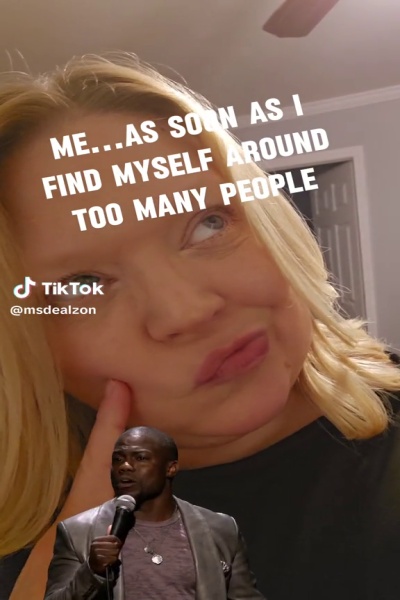 ME...AS SOON AS I
FIND MYSELF AROUND
TOO MANY PEOPLE
TikTok
@msdealzon